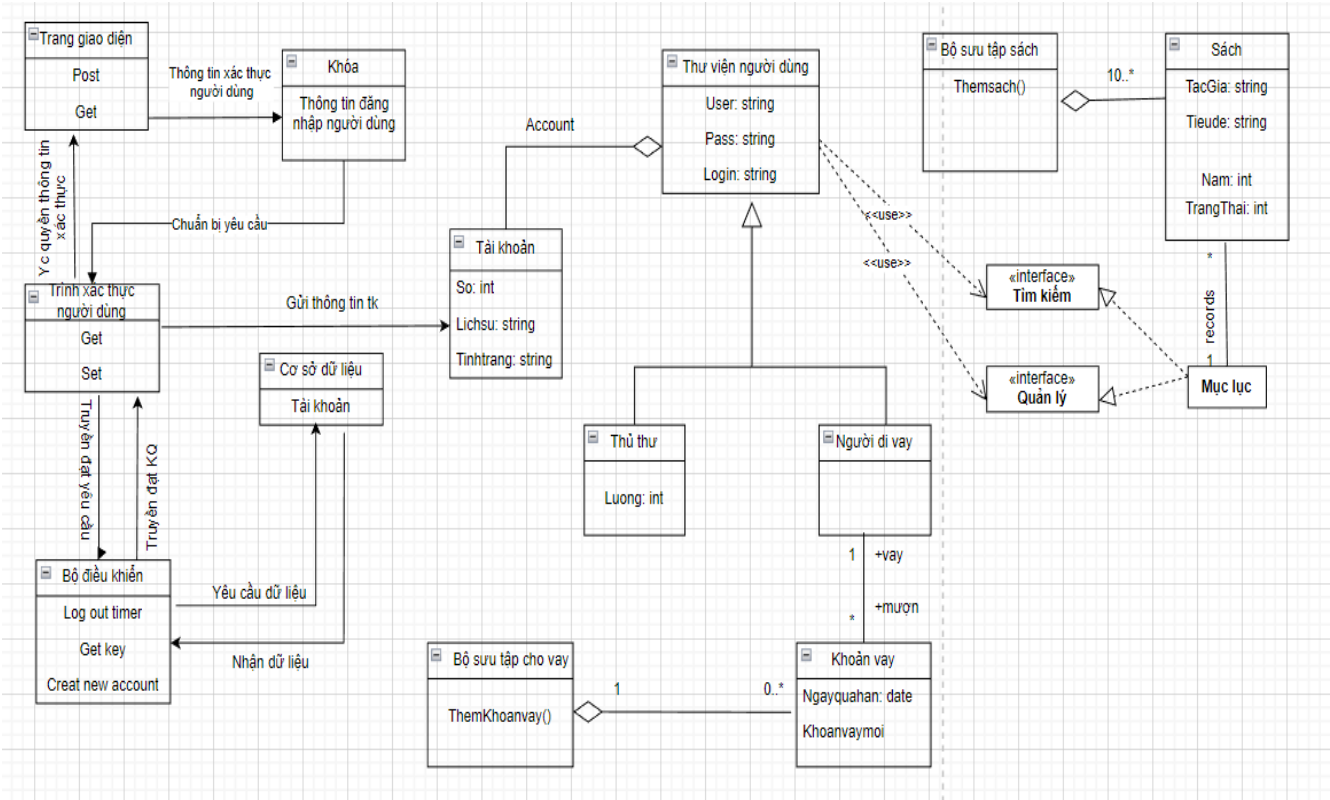 Trang giao diện
Post
Get
Thông tin xác thực
người dùng
Khóa
Thông tin đăng
nhập người dùng
Yc quyền thông tin
xác thực
Chuẩn bị yêu cầu
Trình xác thực
người dùng
Get
Set
Gửi thông tin tk
Cơ sở dữ liệu
Tài khoản
Truyền đạt yêu cầu
Truyền đạt KQ
Bộ điều khiển
Log out timer
Get key
Creat new account
Yêu cầu dữ liệu
Nhận dữ liệu
Account
Tài khoản
So: int
Lichsu: string
Tinhtrang: string
Thư viện người dùng
User: string
Pass: string
Login: string
<<use>>
<<use>>
Thủ thư
Luong: int
Người di vay
1
+vay
+mượn
*
Bộ sưu tập cho vay
ThemKhoanvay()
1
0..*
Khoản vay
Ngayquahan: date
Khoanvaymoi
Bộ sưu tập sách
Themsach()
10..*
Sách
TacGia: string
Tieude: string
Nam: int
TrangThai: int
*
records
1
«interface»
Tìm kiếm
«interface»
Quản lý
Mục lục